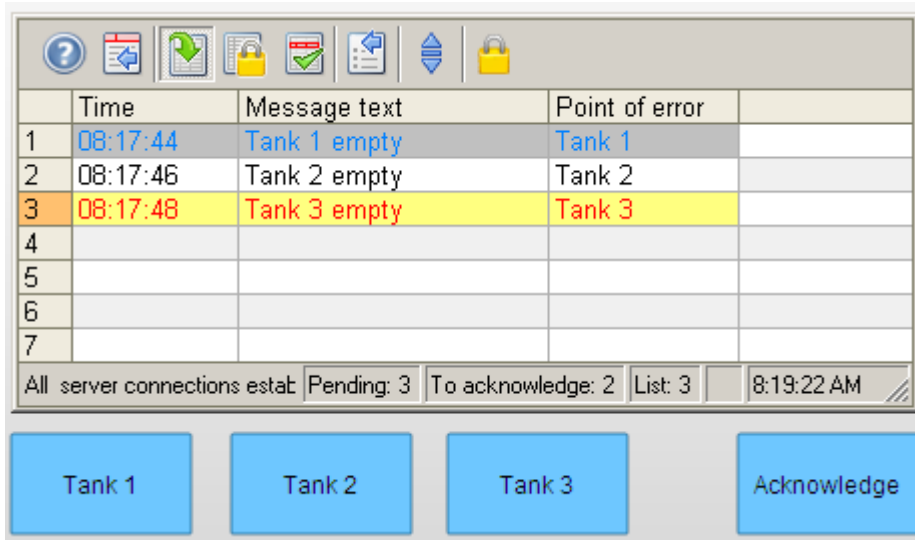 ?
Time Message text Point of error
1 08:17:44 Tank 1 empty Tank 1
2 08:17:46 Tank 2 empty Tank 2
3 08:17:48 Tank 3 empty Tank 3
4
5
6
7
All server connections estat Pending: 3 To acknowledge: 2 List: 3 8:19:22 AM
Tank 1 Tank 2 Tank 3 Acknowledge